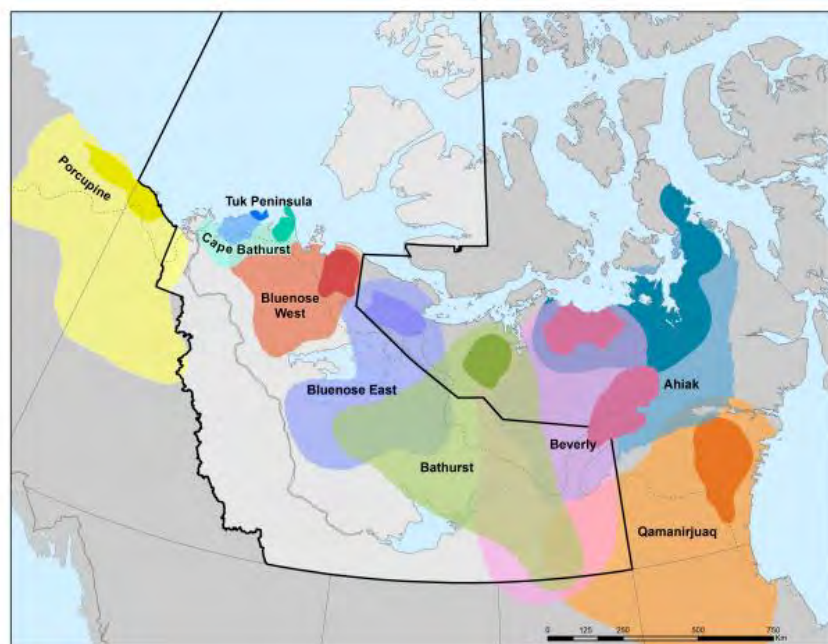 Porcupine
Tuk Peninsula
Cape Bathurst
Bluenose
West
Bluenose East
Ahiak
Beverly
Bathurst
Qamanirjuaq
0 125 250 500 750
Km